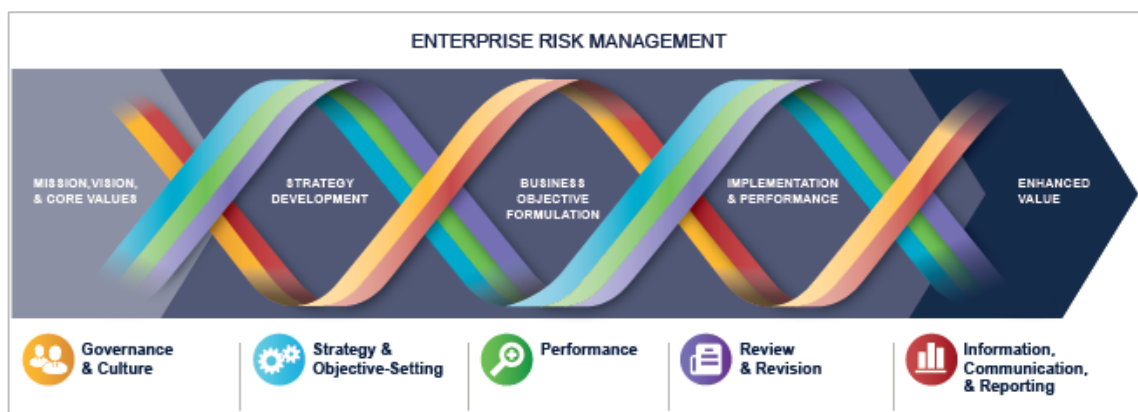 ENTERPRISE RISK MANAGEMENT
MISSION, VISION,
& CORE VALUES
STRATEGY
DEVELOPMENT
BUSINESS
OBJECTIVE
FORMULATION
IMPLEMENTATION
& PERFORMANCE
ENHANCED
VALUE
Governance
& Culture
Strategy &
Objective-Setting
Performance
Review
& Revision
Information,
Communication,
& Reporting